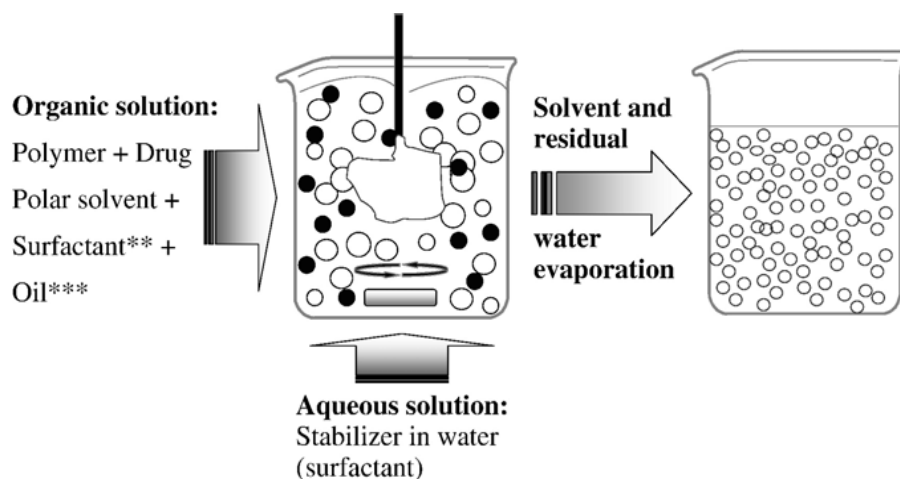 Organic solution:
Polymer + Drug
Polar solvent +
Surfactant** +
Oil***
Solvent and
residual
water
evaporation
Aqueous solution:
Stabilizer in water
(surfactant)